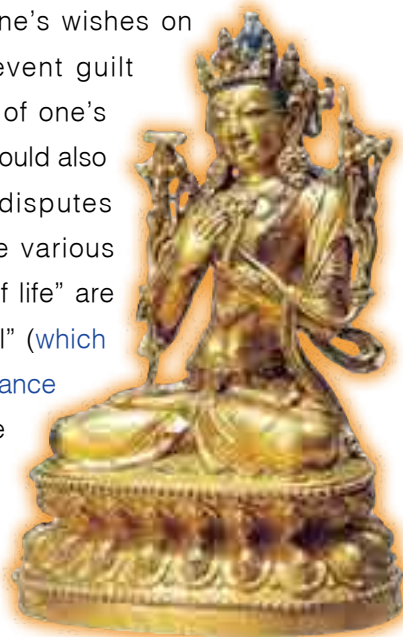 ne’s wishes on
event guilt
of one’s
ould also
disputes
e various
f life” are
l” (which
ance
e